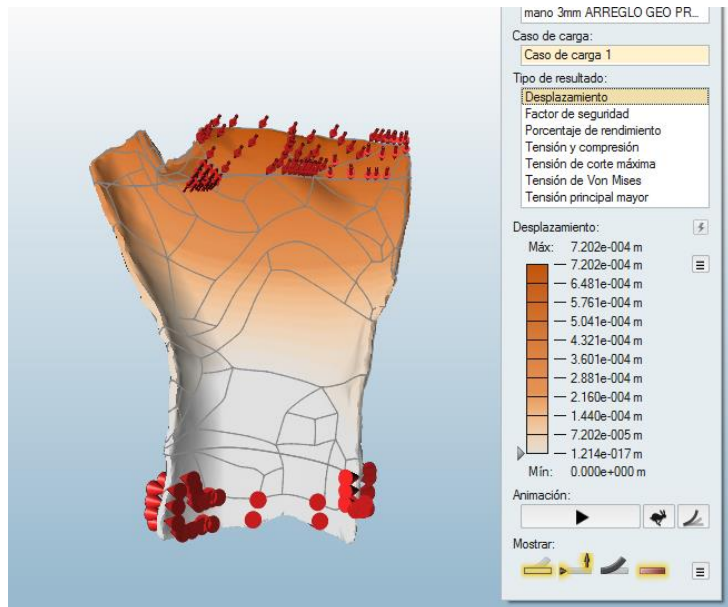 mano 3mm ARREGLO GEO PR...
Caso de carga:
Caso de carga 1
Tipo de resultado:
Desplazamiento
Factor de seguridad
Porcentaje de rendimiento
Tensión y compresión
Tensión de corte máxima
Tensión de Von Mises
Tensión principal mayor
Desplazamiento:
Máx: 7.202e-004 m
7.202e-004 m
6.481e-004 m
5.761e-004 m
5.041e-004 m
4.321e-004 m
3.601e-004 m
2.881e-004 m
2.160e-004 m
1.440e-004 m
7.202e-005 m
1.214e-017 m
Mín: 0.000e+000 m
Animación:
Mostrar: